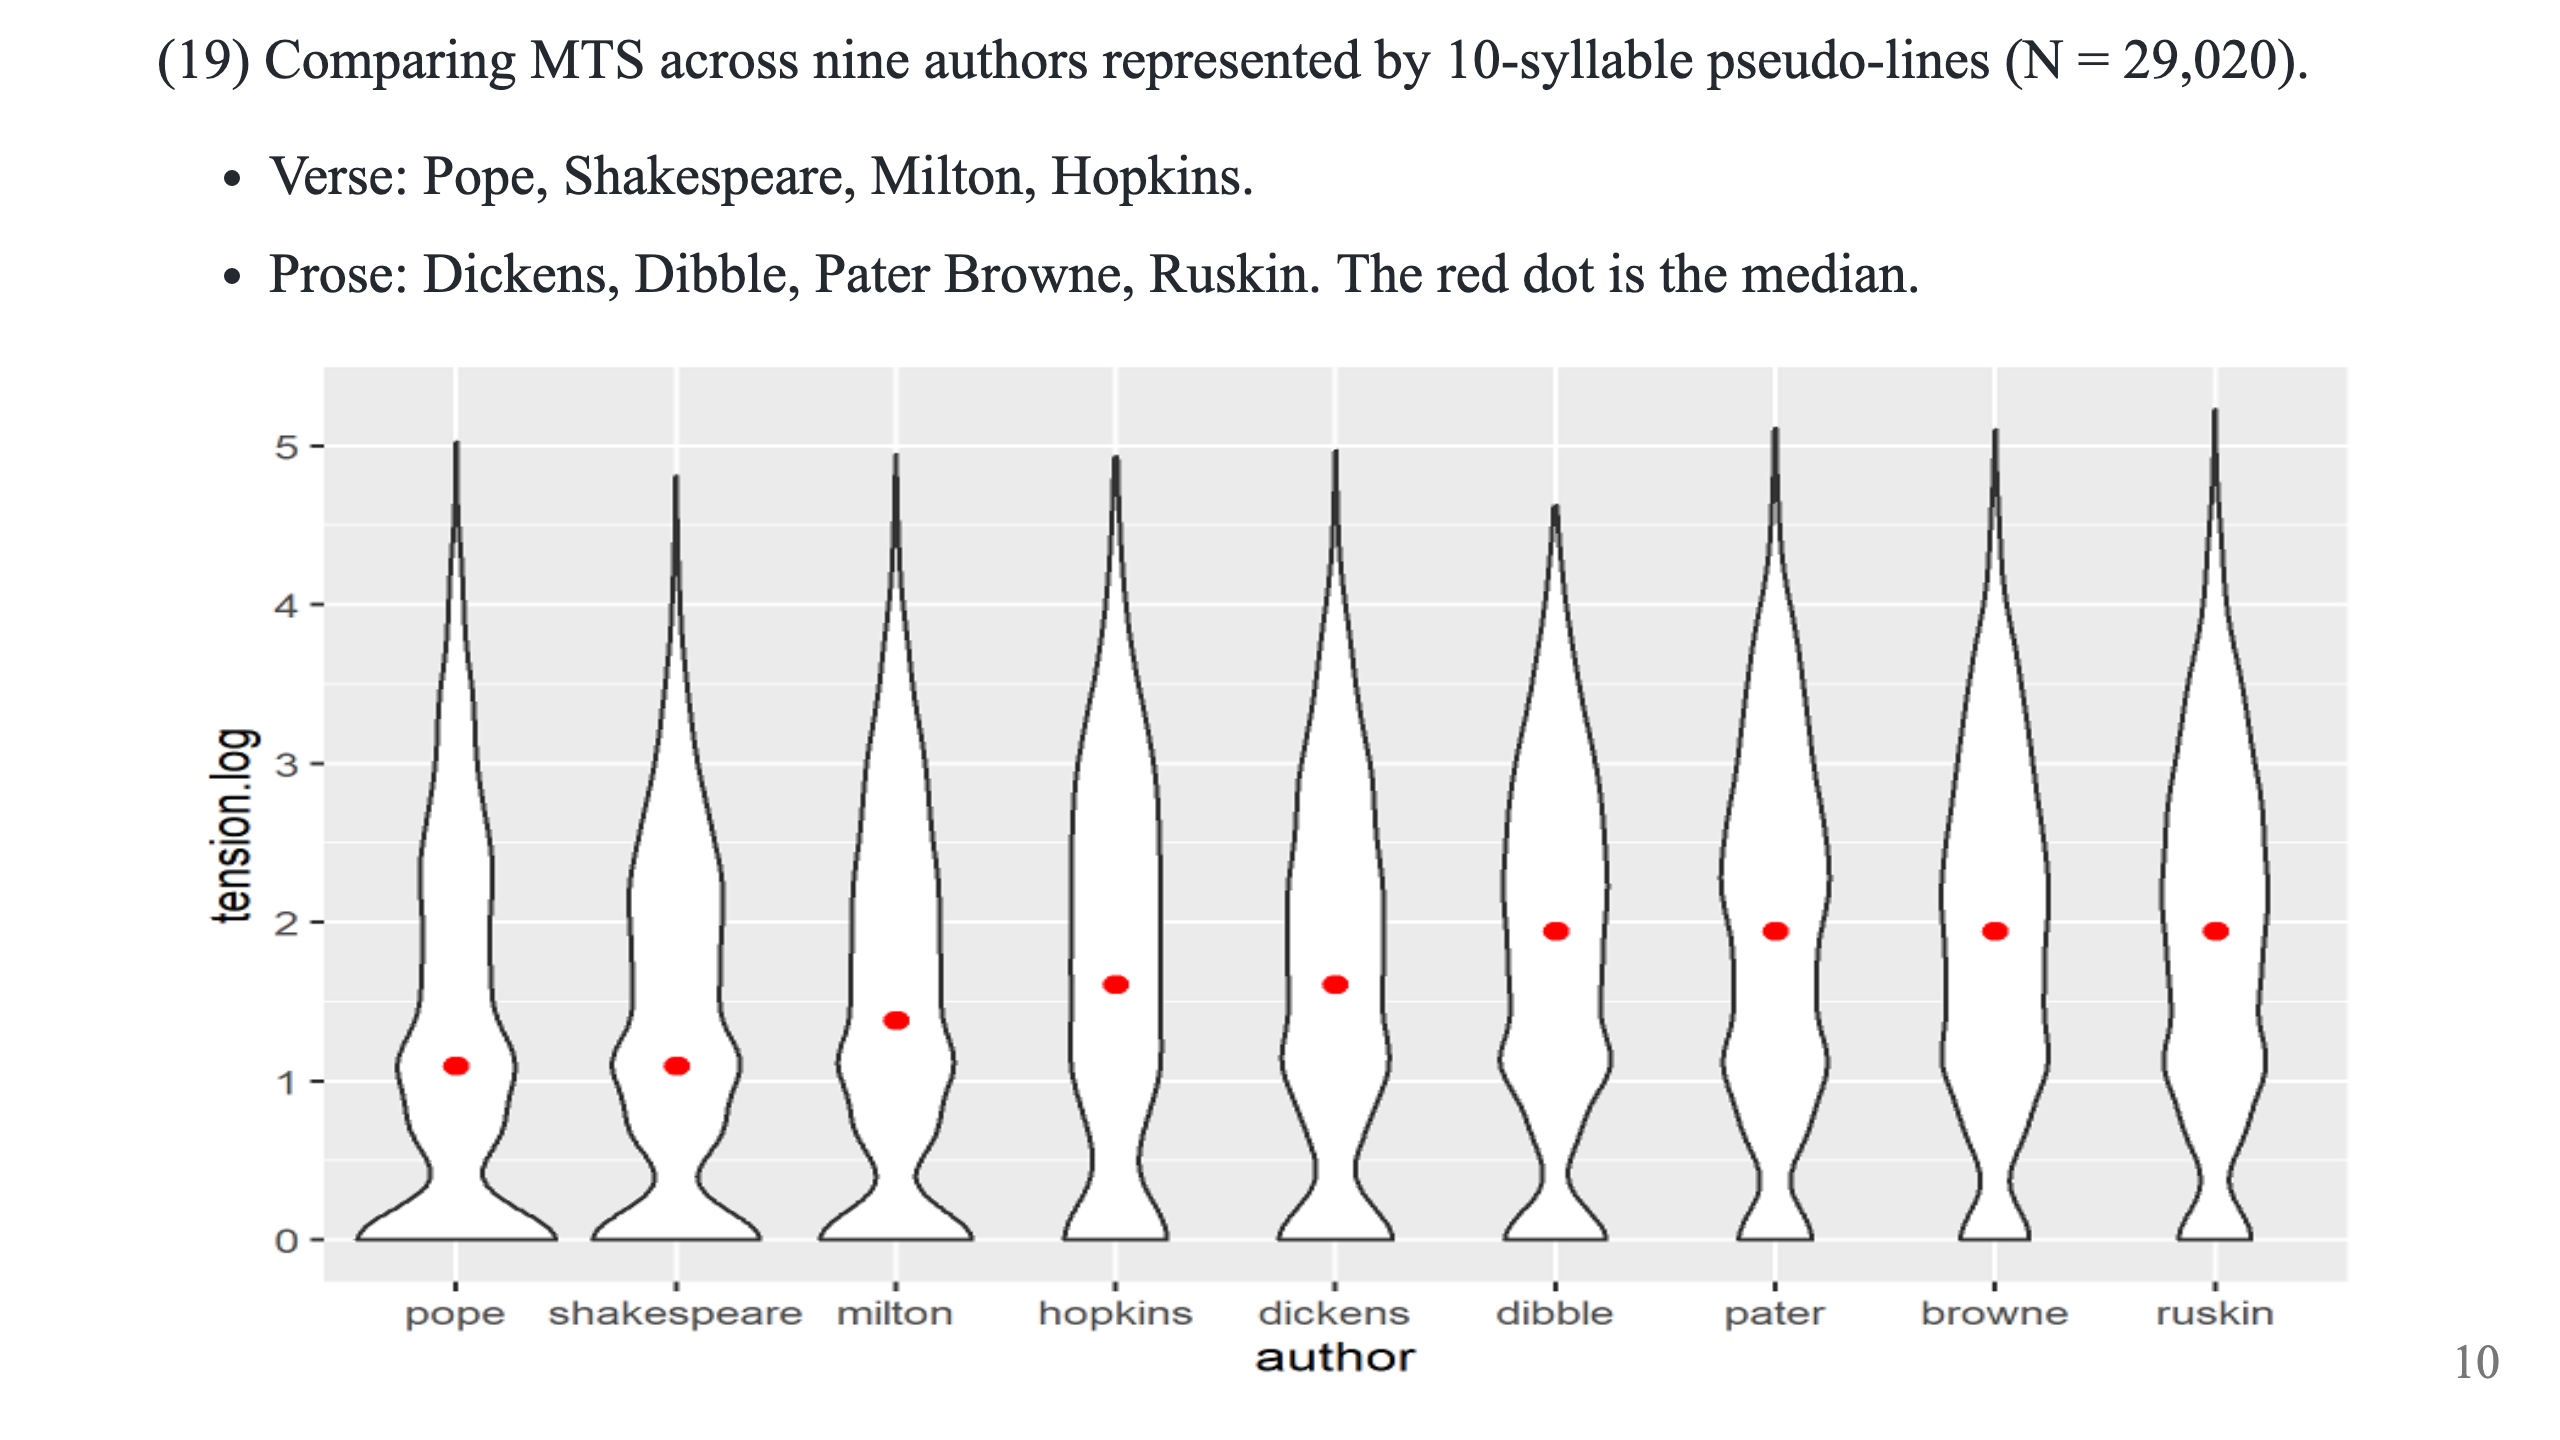 (19) Comparing MTS across nine authors represented by 10-syllable pseudo-lines (N = 29,020).
• Verse: Pope, Shakespeare, Milton, Hopkins.
• Prose: Dickens, Dibble, Pater Browne, Ruskin. The red dot is the median.
tension.log
5
4
3
2
1
0
pope shakespeare milton hopkins dickens dibble pater browne ruskin
author
10